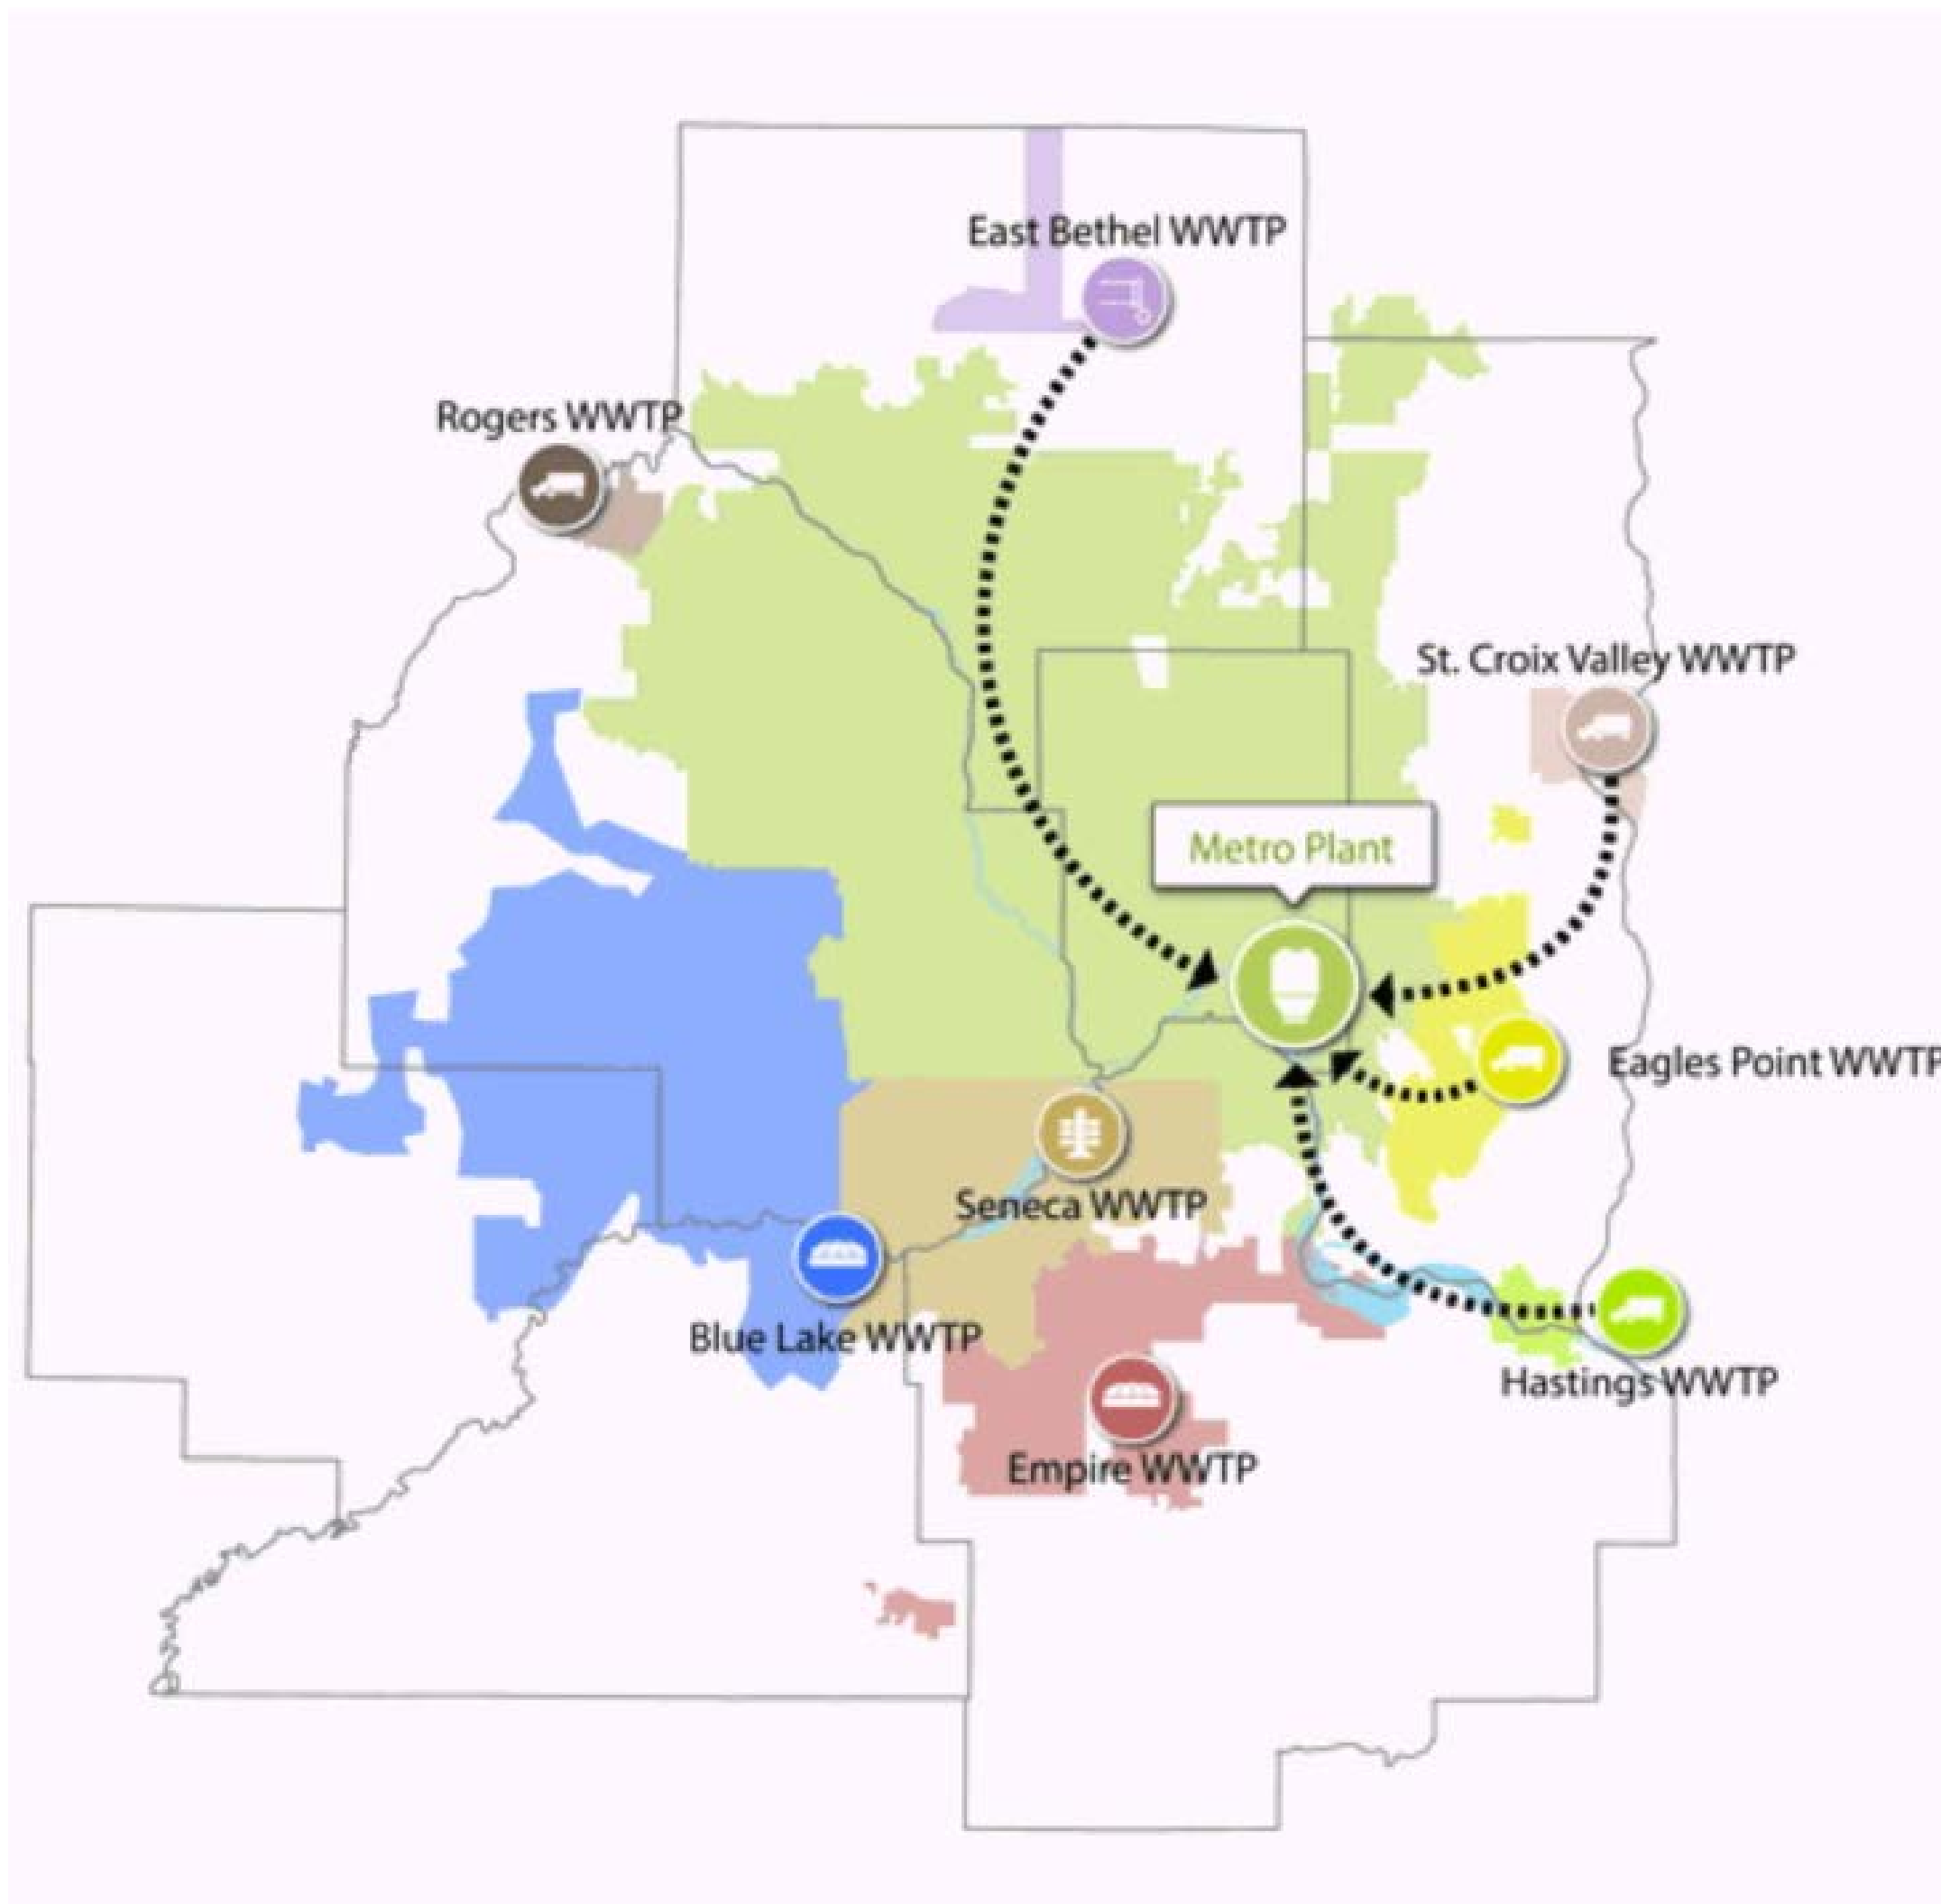 East Bethel WWTP
Rogers WWTP
St. Croix Valley WWTP
Metro Plant
Eagles Point WWTP
Seneca WWTP
Blue Lake WWTP
Hastings WWTP
Empire WWTP